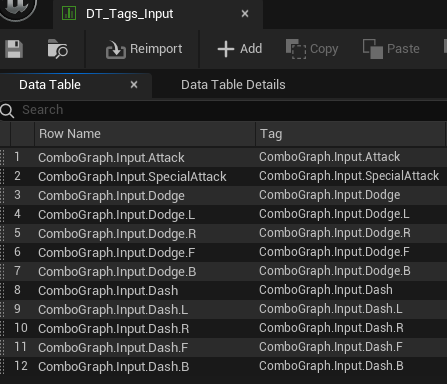 DT_Tags_Input
Reimport Add Copy Paste
Data Table Data Table Details
Search
Row Name Tag
1 ComboGraph.Input.Attack ComboGraph.Input.Attack
2 ComboGraph.Input.SpecialAttack ComboGraph.Input.SpecialAttack
3 ComboGraph.Input.Dodge ComboGraph.Input.Dodge
4 ComboGraph.Input.Dodge.L ComboGraph.Input.Dodge.L
5 ComboGraph.Input.Dodge.R ComboGraph.Input.Dodge.R
6 ComboGraph.Input.Dodge.F ComboGraph.Input.Dodge.F
7 ComboGraph.Input.Dodge.B ComboGraph.Input.Dodge.B
8 ComboGraph.Input.Dash ComboGraph.Input.Dash
9 ComboGraph.Input.Dash.L ComboGraph.Input.Dash.L
10 ComboGraph.Input.Dash.R ComboGraph.Input.Dash.R
11 ComboGraph.Input.Dash.F ComboGraph.Input.Dash.F
12 ComboGraph.Input.Dash.B ComboGraph.Input.Dash.B